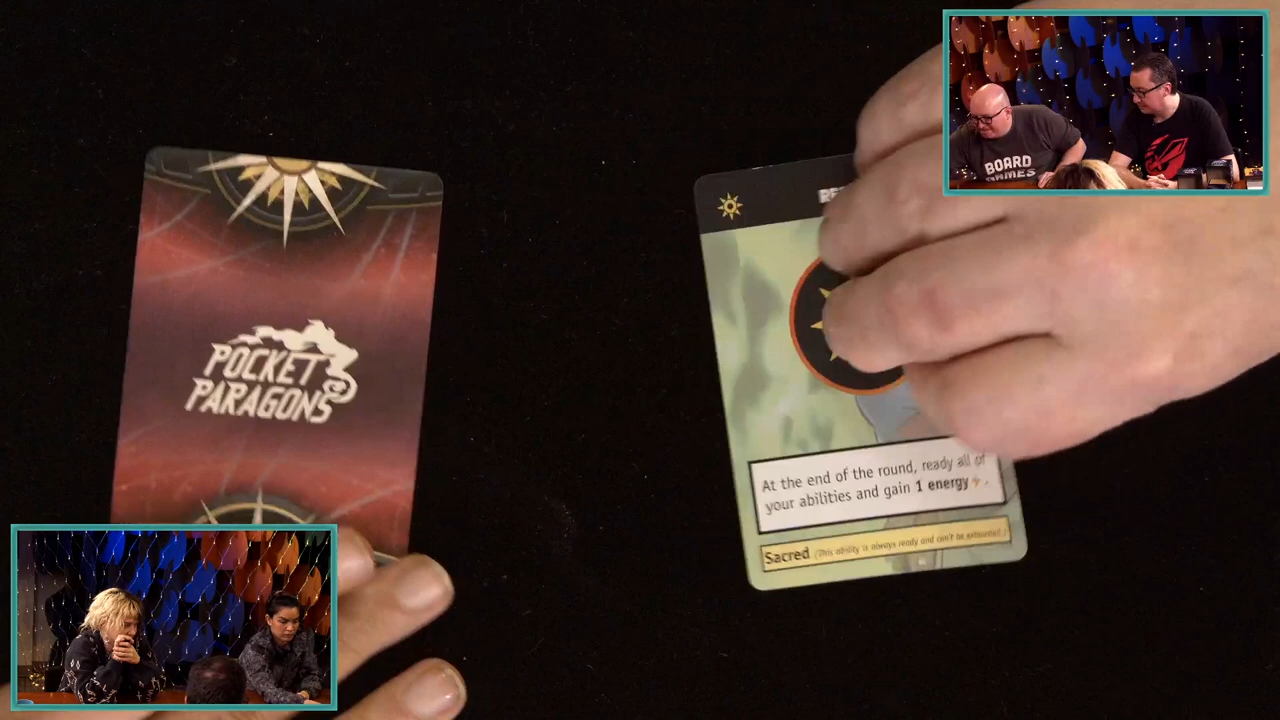 BOARD
GAMES
POCKET
PARAGONS
At the end of the round, ready all of
your abilities and gain 1 energy .
Sacred (This ability is always ready and can't be exhausted.)